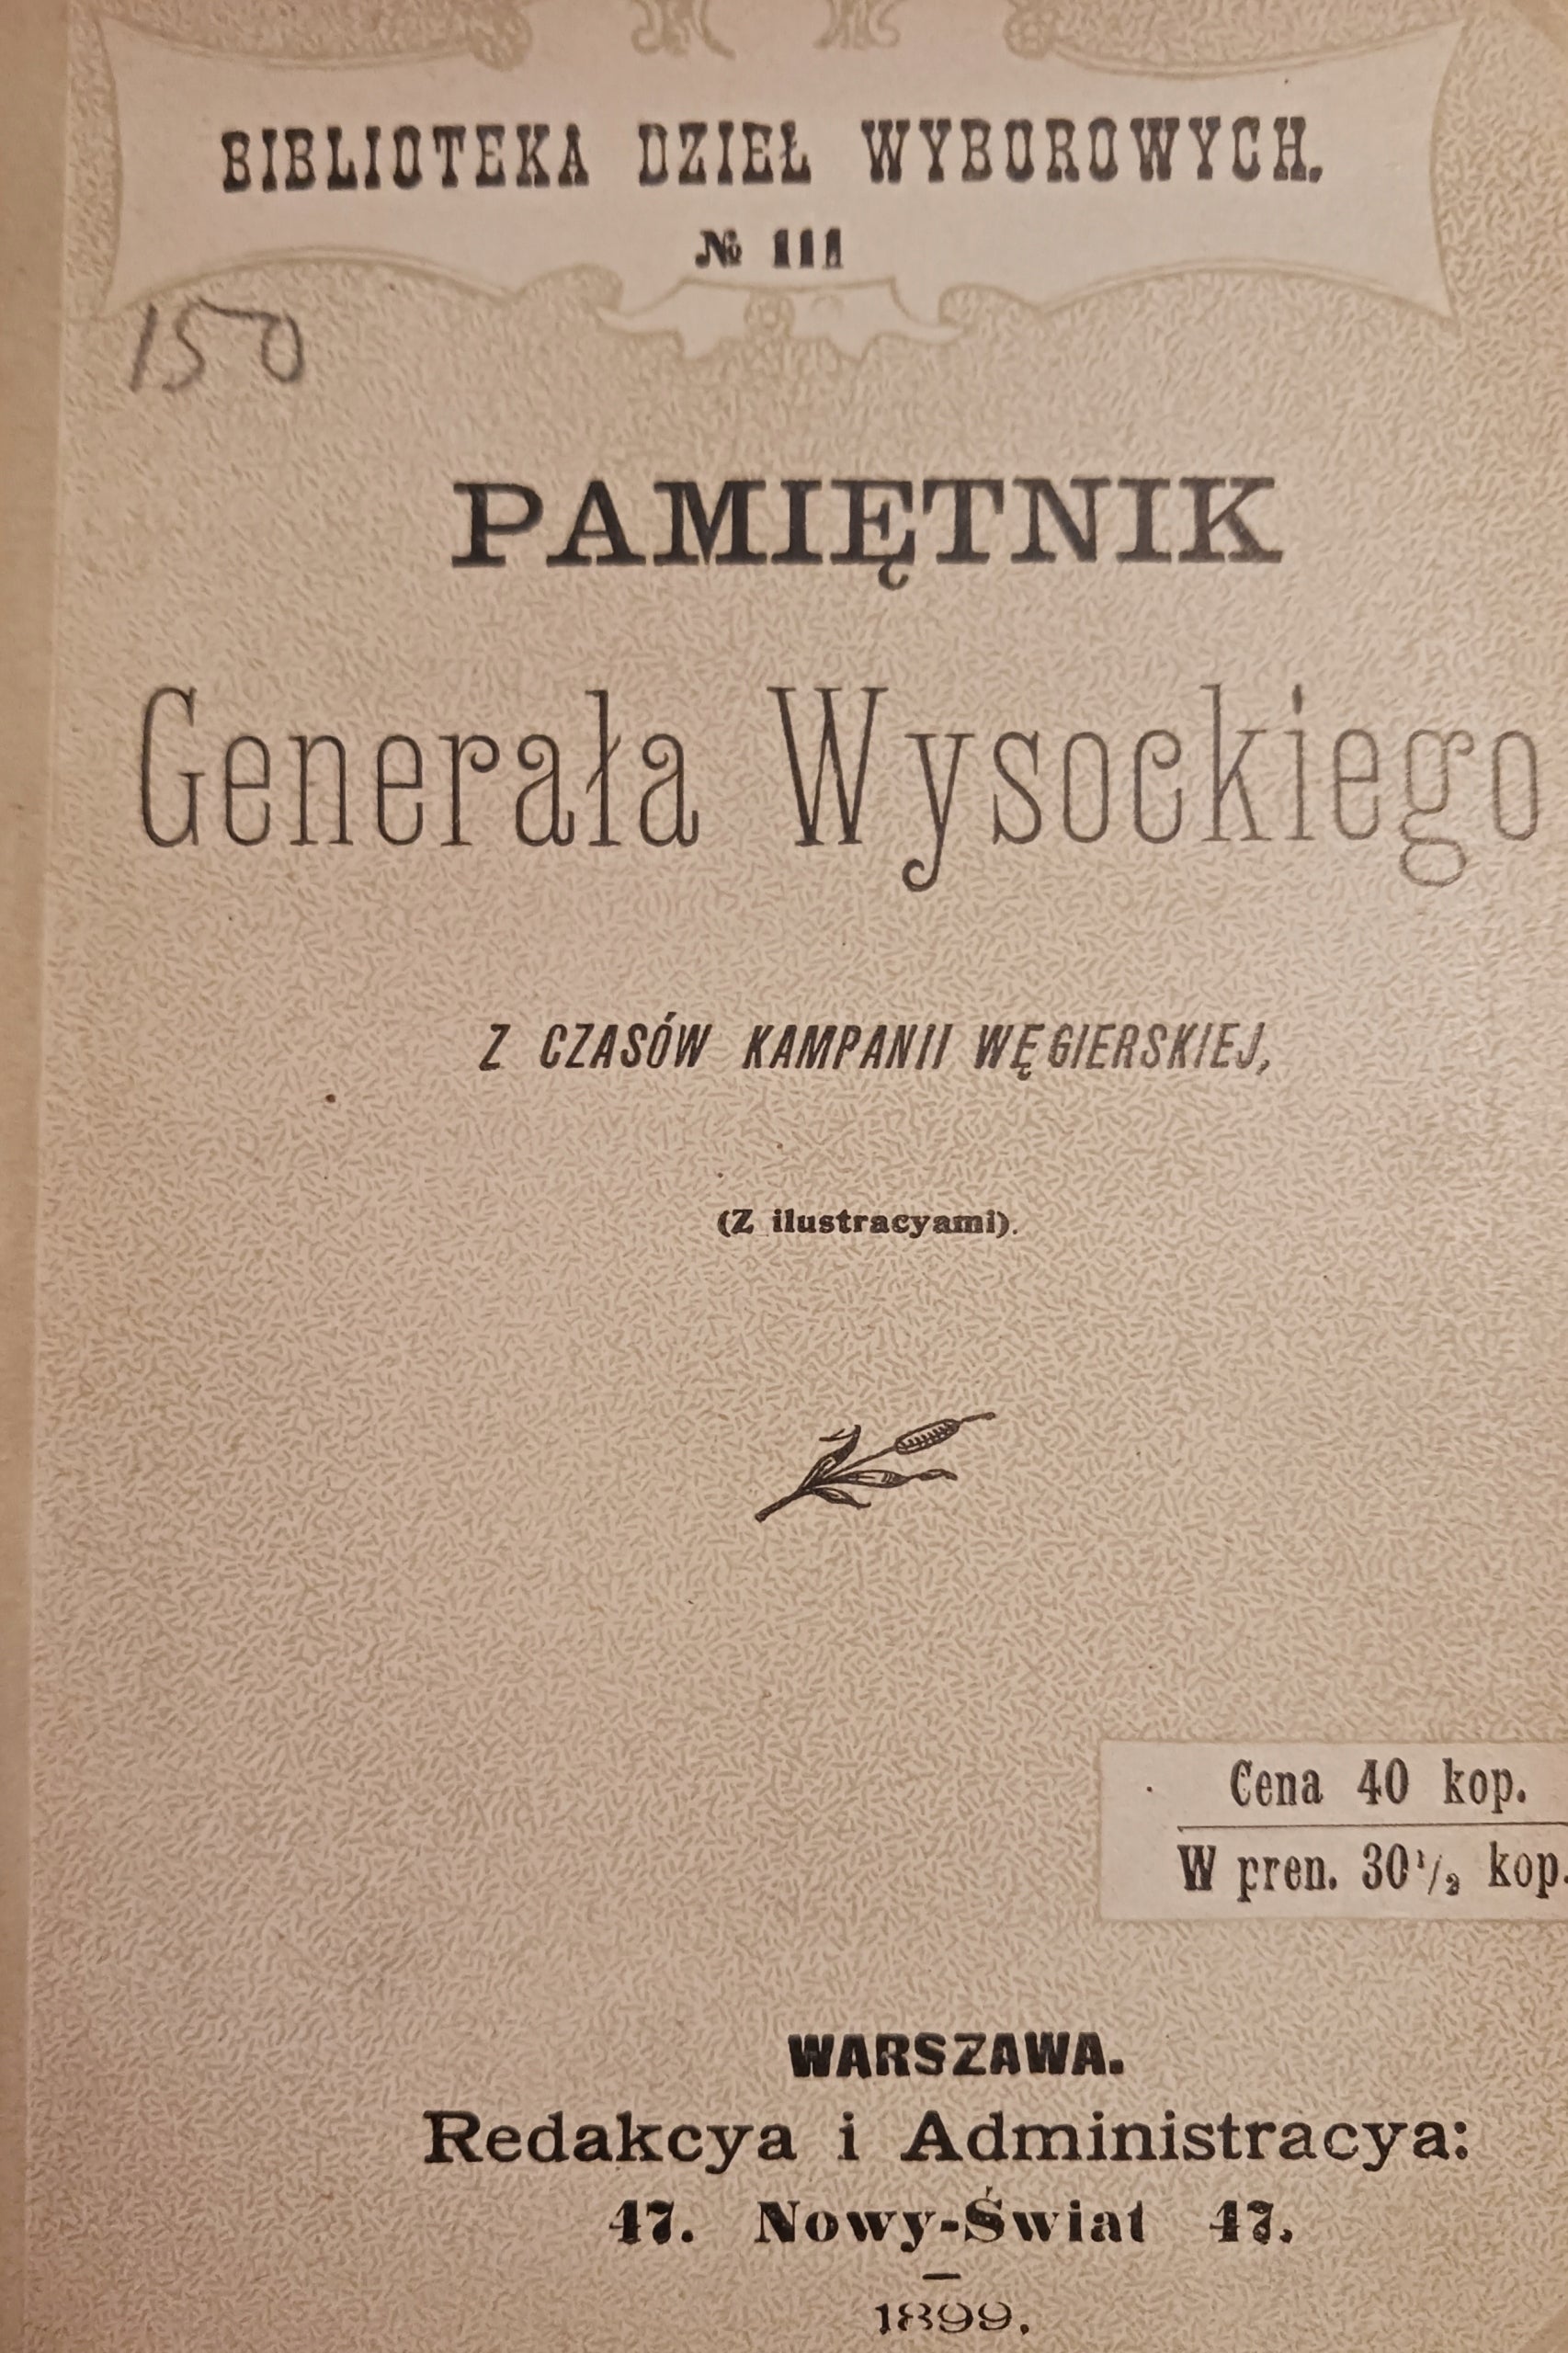 BIBLIOTEKA DZIEŁ WYBOROWYCH.
№ 111
150
PAMIĘTNIK
Generała Wysockiego
Z CZASÓW KAMPANII WĘGIERSKIEJ,
(Z ilustracyami).
Cena 40 kop.
W pren. 30½ kop.
WARSZAWA.
Redakcya i Administracya:
47. Nowy-Świat 47.
1899.